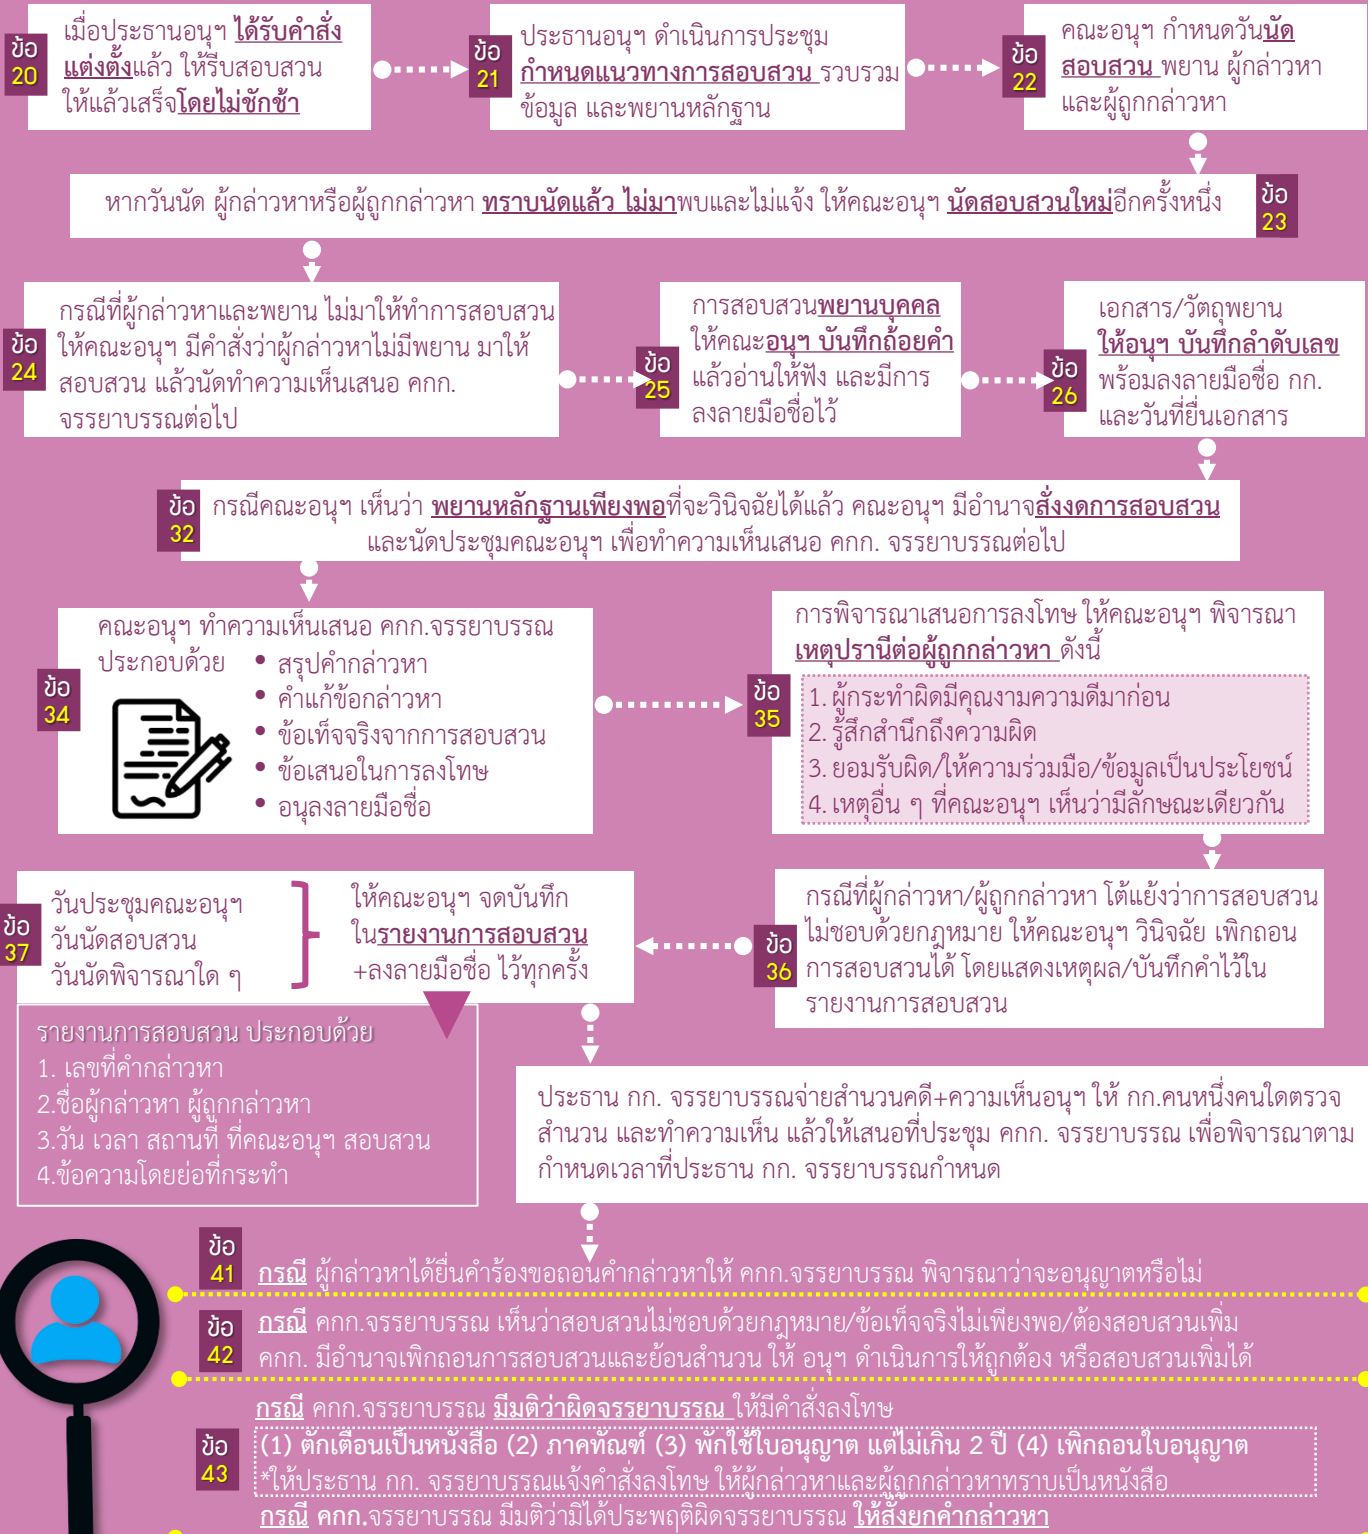 ข้อ
20
เมื่อประธานอนุฯ ได้รับคำสั่ง
แต่งตั้งแล้ว ให้รีบสอบสวน
ให้แล้วเสร็จโดยไม่ชักช้า
ข้อ
21
ประธานอนุฯ ดำเนินการประชุม
กำหนดแนวทางการสอบสวน รวบรวม
ข้อมูล และพยานหลักฐาน
ข้อ
22
คณะอนุฯ กำหนดวันนัด
สอบสวน พยาน ผู้กล่าวหา
และผู้ถูกกล่าวหา
หากวันนัด ผู้กล่าวหาหรือผู้ถูกกล่าวหา ทราบนัดแล้ว ไม่มาพบและไม่แจ้ง ให้คณะอนุฯ นัดสอบสวนใหม่อีกครั้งหนึ่ง
ข้อ
23
ข้อ
24
กรณีที่ผู้กล่าวหาและพยาน ไม่มาให้ทำการสอบสวน
ให้คณะอนุฯ มีคำสั่งว่าผู้กล่าวหาไม่มีพยาน มาให้
สอบสวน แล้วนัดทำความเห็นเสนอ คกก.
จรรยาบรรณต่อไป
ข้อ
25
การสอบสวนพยานบุคคล
ให้คณะอนุฯ บันทึกถ้อยคำ
แล้วอ่านให้ฟัง และมีการ
ลงลายมือชื่อไว้
ข้อ
26
เอกสาร/วัตถุพยาน
ให้อนุฯ บันทึกลำดับเลข
พร้อมลงลายมือชื่อ กก.
และวันที่ยื่นเอกสาร
ข้อ
32
กรณีคณะอนุฯ เห็นว่า พยานหลักฐานเพียงพอที่จะวินิจฉัยได้แล้ว คณะอนุฯ มีอำนาจสั่งงดการสอบสวน
และนัดประชุมคณะอนุฯ เพื่อทำความเห็นเสนอ คกก. จรรยาบรรณต่อไป
ข้อ
34
คณะอนุฯ ทำความเห็นเสนอ คกก.จรรยาบรรณ
ประกอบด้วย
• สรุปคำกล่าวหา
• คำแก้ข้อกล่าวหา
• ข้อเท็จจริงจากการสอบสวน
• ข้อเสนอในการลงโทษ
• อนุลงลายมือชื่อ
ข้อ
35
การพิจารณาเสนอการลงโทษ ให้คณะอนุฯ พิจารณา
เหตุปรานีต่อผู้ถูกกล่าวหา ดังนี้
1. ผู้กระทำผิดมีคุณงามความดีมาก่อน
2. รู้สึกสำนึกถึงความผิด
3. ยอมรับผิด/ให้ความร่วมมือ/ข้อมูลเป็นประโยชน์
4. เหตุอื่น ๆ ที่คณะอนุฯ เห็นว่ามีลักษณะเดียวกัน
ข้อ
36
กรณีที่ผู้กล่าวหา/ผู้ถูกกล่าวหา โต้แย้งว่าการสอบสวน
ไม่ชอบด้วยกฎหมาย ให้คณะอนุฯ วินิจฉัย เพิกถอน
การสอบสวนได้ โดยแสดงเหตุผล/บันทึกคำไว้ใน
รายงานการสอบสวน
ข้อ
37
วันประชุมคณะอนุฯ
วันนัดสอบสวน
วันนัดพิจารณาใด ๆ
ให้คณะอนุฯ จดบันทึก
ในรายงานการสอบสวน
+ลงลายมือชื่อ ไว้ทุกครั้ง
รายงานการสอบสวน ประกอบด้วย
1. เลขที่คำกล่าวหา
2.ชื่อผู้กล่าวหา ผู้ถูกกล่าวหา
3.วัน เวลา สถานที่ ที่คณะอนุฯ สอบสวน
4.ข้อความโดยย่อที่กระทำ
ประธาน กก. จรรยาบรรณจ่ายสำนวนคดี+ความเห็นอนุฯ ให้ กก.คนหนึ่งคนใดตรวจ
สำนวน และทำความเห็น แล้วให้เสนอที่ประชุม คกก. จรรยาบรรณ เพื่อพิจารณาตาม
กำหนดเวลาที่ประธาน กก. จรรยาบรรณกำหนด
ข้อ
41
กรณี ผู้กล่าวหาได้ยื่นคำร้องขอถอนคำกล่าวหาให้ คกก.จรรยาบรรณ พิจารณาว่าจะอนุญาตหรือไม่
ข้อ
42
กรณี คกก.จรรยาบรรณ เห็นว่าสอบสวนไม่ชอบด้วยกฎหมาย/ข้อเท็จจริงไม่เพียงพอ/ต้องสอบสวนเพิ่ม
คกก. มีอำนาจเพิกถอนการสอบสวนและย้อนสำนวน ให้ อนุฯ ดำเนินการให้ถูกต้อง หรือสอบสวนเพิ่มได้
ข้อ
43
กรณี คกก.จรรยาบรรณ มีมติว่าผิดจรรยาบรรณ ให้มีคำสั่งลงโทษ
(1) ตักเตือนเป็นหนังสือ (2) ภาคทัณฑ์ (3) พักใช้ใบอนุญาต แต่ไม่เกิน 2 ปี (4) เพิกถอนใบอนุญาต
*ให้ประธาน กก. จรรยาบรรณแจ้งคำสั่งลงโทษ ให้ผู้กล่าวหาและผู้ถูกกล่าวหาทราบเป็นหนังสือ
กรณี คกก.จรรยาบรรณ มีมติว่ามิได้ประพฤติผิดจรรยาบรรณ ให้สั่งยกคำกล่าวหา